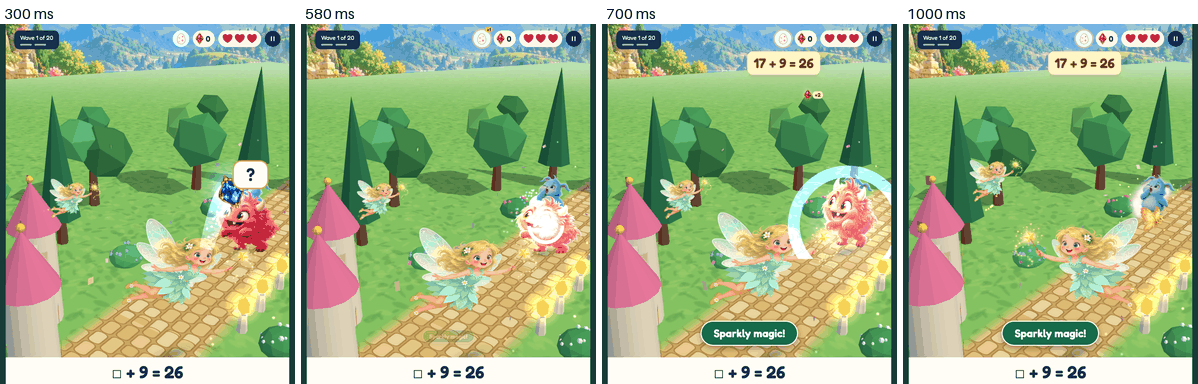 300 ms
Wave 1 of 20
0
?
□ + 9 = 26
580 ms
Wave 1 of 20
0
□ + 9 = 26
700 ms
Wave 1 of 20
0
17 + 9 = 26
+2
Sparkly magic!
□ + 9 = 26
1000 ms
Wave 1 of 20
0
17 + 9 = 26
Sparkly magic!
□ + 9 = 26